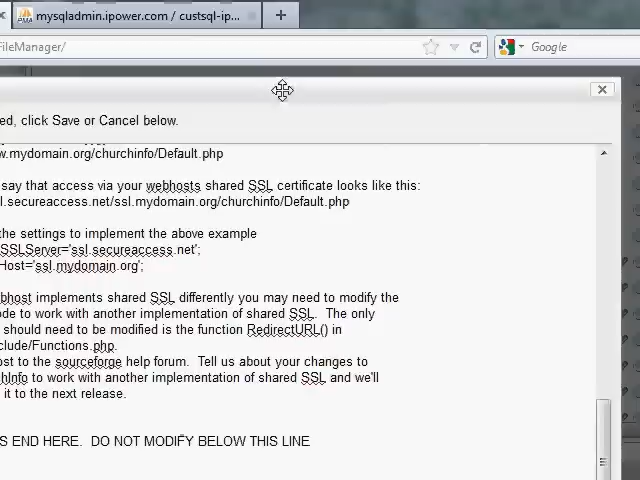 mysqladmin.ipower.com / custsql-ip...
FileManager/
Google
ed, click Save or Cancel below.
w.mydomain.org/churchinfo/Default.php
say that access via your webhosts shared SSL certificate looks like this:
l.secureaccess.net/ssl.mydomain.org/churchinfo/Default.php
the settings to implement the above example
SSLServer='ssl.secureaccess.net';
Host='ssl.mydomain.org';
bhost implements shared SSL differently you may need to modify the
ode to work with another implementation of shared SSL. The only
should need to be modified is the function RedirectURL() in
clude/Functions.php.
ost to the sourceforge help forum. Tell us about your changes to
hInfo to work with another implementation of shared SSL and we'll
it to the next release.
S END HERE. DO NOT MODIFY BELOW THIS LINE